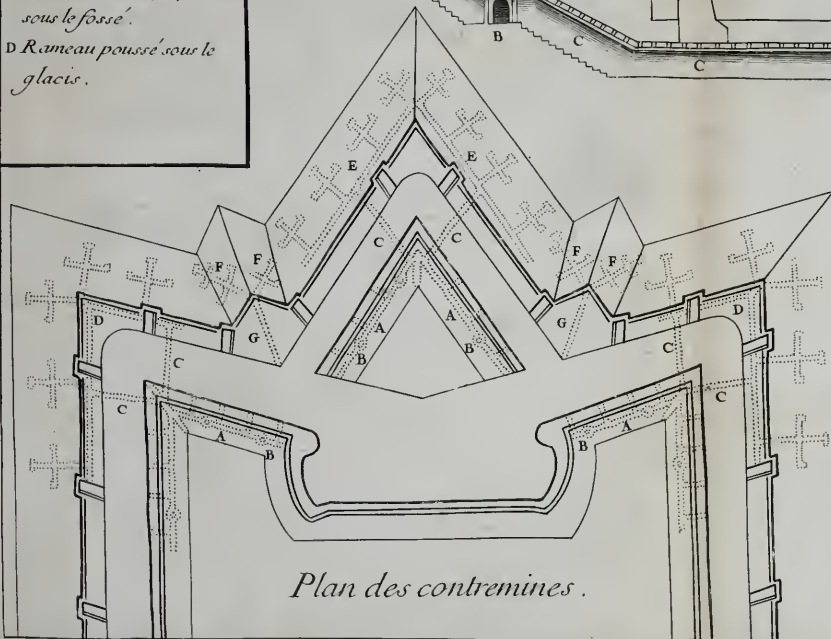 sous le fossé.
D Rameau poussé sous le
glacis.
B
C
C
E
E
F
F
F
F
C
C
G
G
A
A
B
B
D
D
C
C
C
C
A
B
B
A
Plan des contremines.